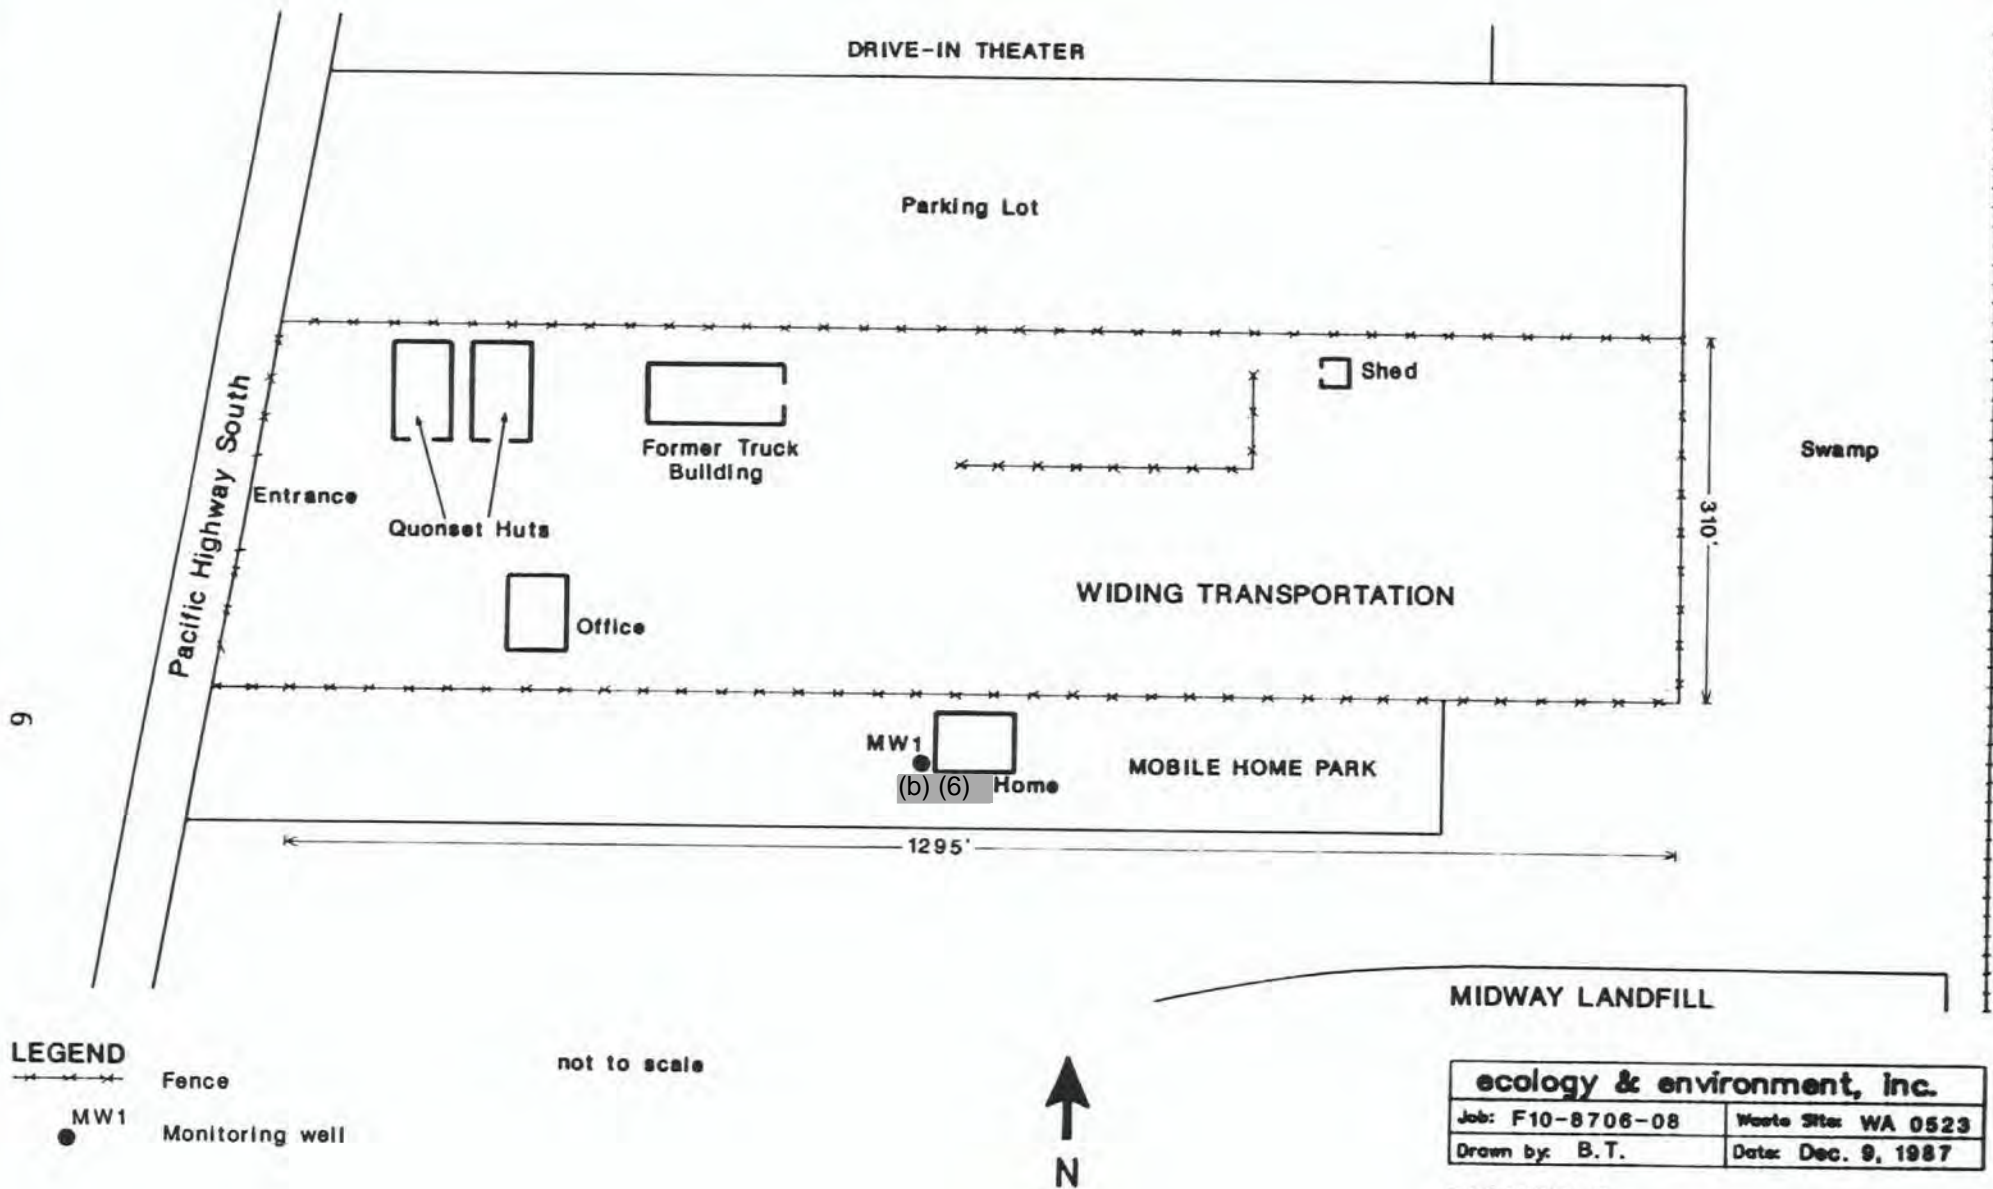 DRIVE-IN THEATER
Parking Lot
Pacific Highway South
Shed
Former Truck
Building
Swamp
Entrance
Quonset Huts
310'
WIDING TRANSPORTATION
Office
9
MW1
MOBILE HOME PARK
(b) (6) Home
1295'
MIDWAY LANDFILL
LEGEND
Fence
MW1
Monitoring well
not to scale
N
ecology & environment, inc.
Job: F10-8706-08
Waste Site: WA 0523
Drawn by: B.T.
Date: Dec. 9, 1987